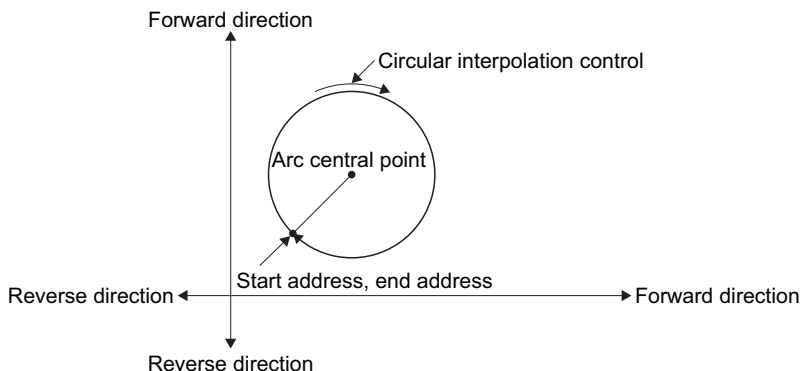 Forward direction
Circular interpolation control
Arc central point
Start address, end address
Reverse direction
Forward direction
Reverse direction